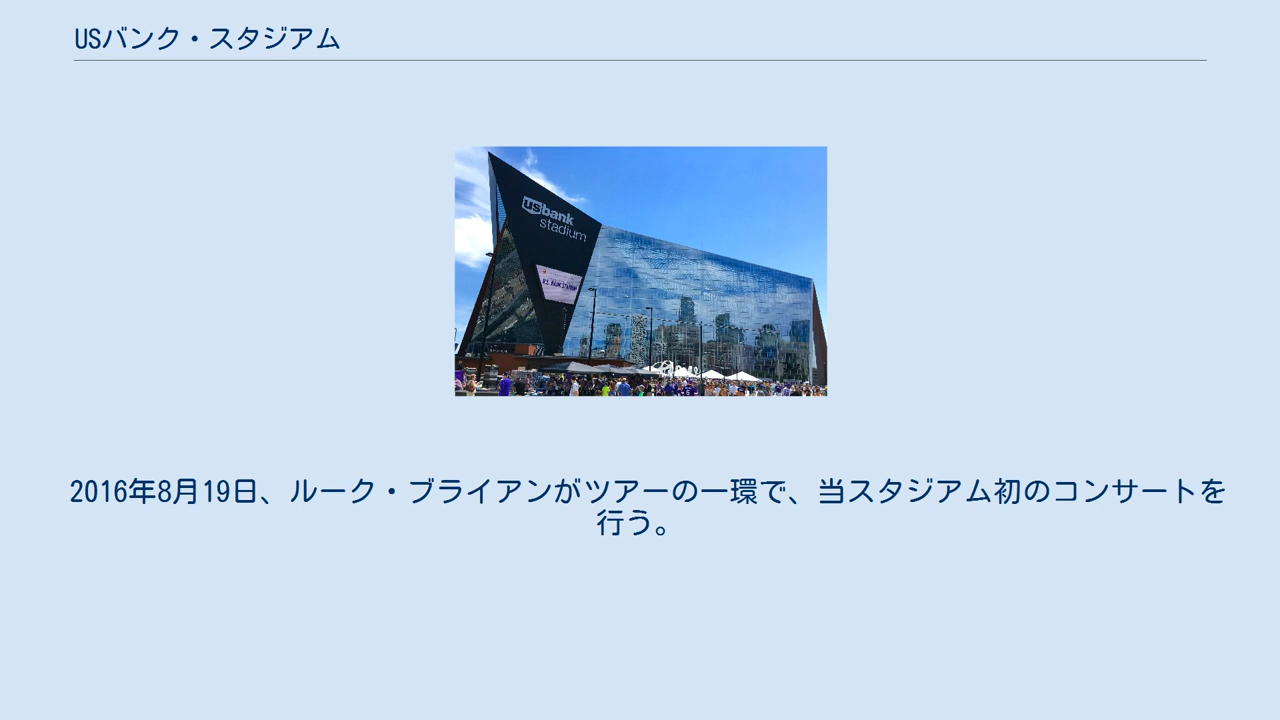 USバンク・スタジアム
usbank
stadium
U.S. BANK STADIUM
2016年8月19日、ルーク・ブライアンがツアーの一環で、当スタジアム初のコンサートを
行う。